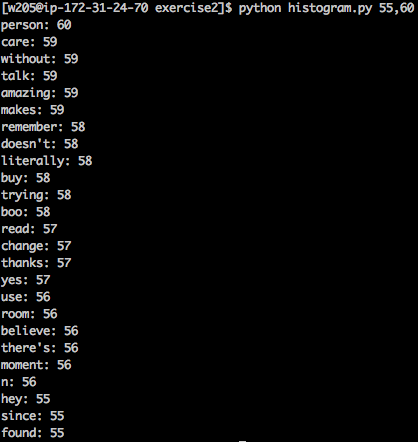 [w205@ip-172-31-24-70 exercise2]$ python histogram.py 55,60
person: 60
care: 59
without: 59
talk: 59
amazing: 59
makes: 59
remember: 58
doesn't: 58
literally: 58
buy: 58
trying: 58
boo: 58
read: 57
change: 57
thanks: 57
yes: 57
use: 56
room: 56
believe: 56
there's: 56
moment: 56
n: 56
hey: 55
since: 55
found: 55